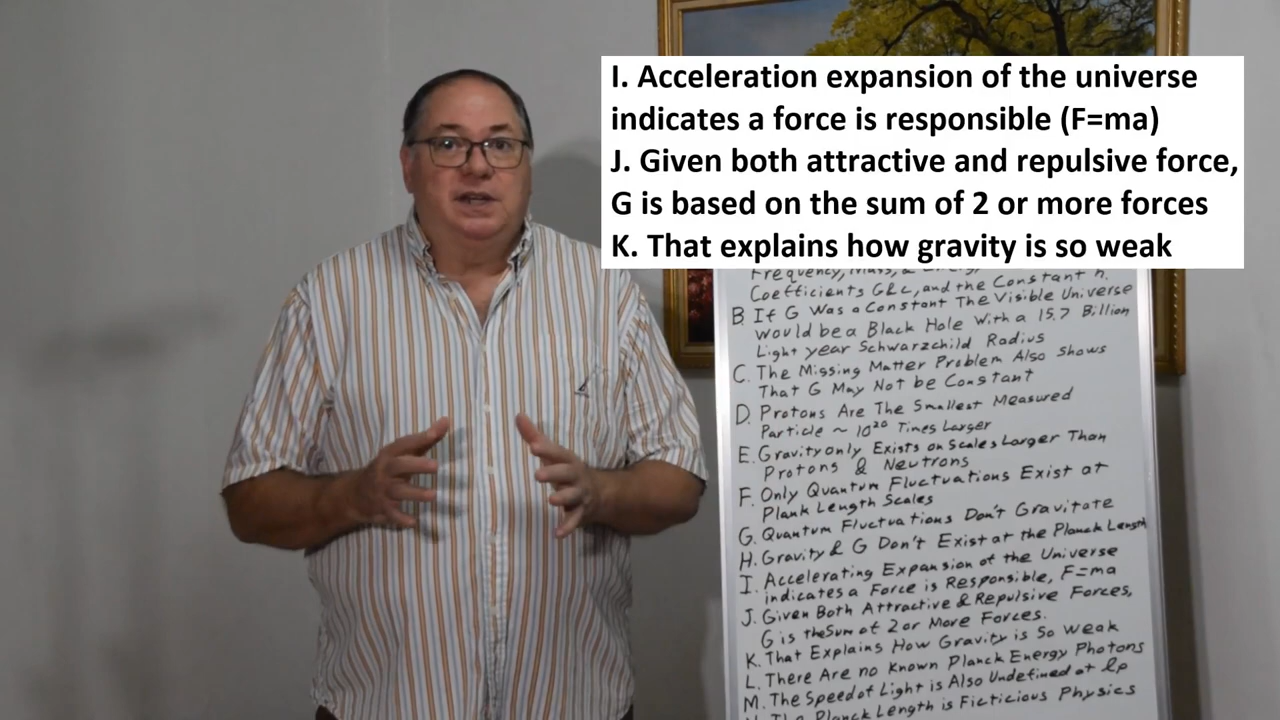 I. Acceleration expansion of the universe
indicates a force is responsible (F=ma)
J. Given both attractive and repulsive force,
G is based on the sum of 2 or more forces
K. That explains how gravity is so weak
Frequency, Mass, &
Coefficients G&C, and the Constant h.
B. If G Was a Constant The Visible Universe
would be a Black Hole With a 15.7 Billion
Light year Schwarzchild Radius
C. The Missing Matter Problem Also Shows
That G May Not be Constant
D. Protons Are The Smallest Measured
Particle ~ 10²⁰ Times Larger
E. Gravity only Exists on Scales Larger Than
Protons & Neutrons
F. Only Quantum Fluctuations Exist at
Plank Length Scales
G. Quantum Fluctuations Don't Gravitate
H. Gravity & G Don't Exist at the Planck Length
I. Accelerating Expansion of the Universe
indicates a Force is Responsible, F=ma
J. Given Both Attractive & Repulsive Forces,
G is the Sum of 2 or More Forces.
K. That Explains How Gravity is So Weak
L. There Are no Known Planck Energy Photons
M. The Speed of Light is Also Undefined at lp
Planck Length is Ficticious Physics